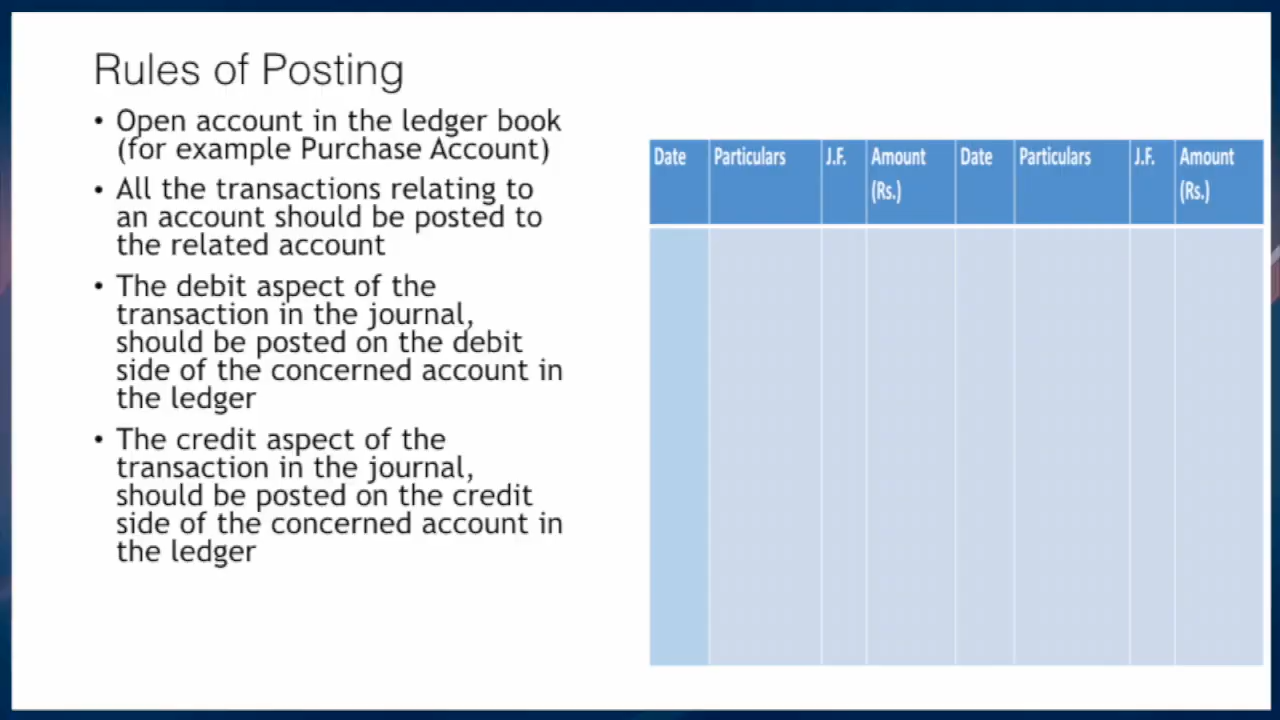 Rules of Posting
• Open account in the ledger book
(for example Purchase Account)
• All the transactions relating to
an account should be posted to
the related account
• The debit aspect of the
transaction in the journal,
should be posted on the debit
side of the concerned account in
the ledger
• The credit aspect of the
transaction in the journal,
should be posted on the credit
side of the concerned account in
the ledger
Date Particulars J.F. Amount Date Particulars J.F. Amount
(Rs.) (Rs.)